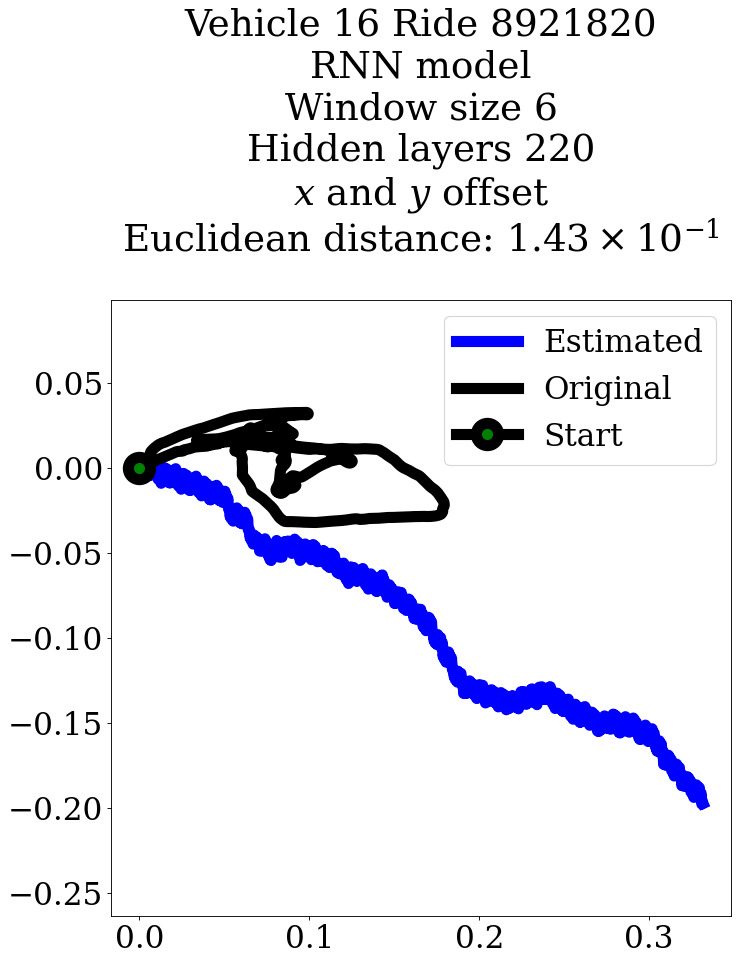 Vehicle 16 Ride 8921820
RNN model
Window size 6
Hidden layers 220
x and y offset
Euclidean distance: 1.43 × 10⁻¹
Estimated
Original
Start
0.05
0.00
−0.05
−0.10
−0.15
−0.20
−0.25
0.0 0.1 0.2 0.3